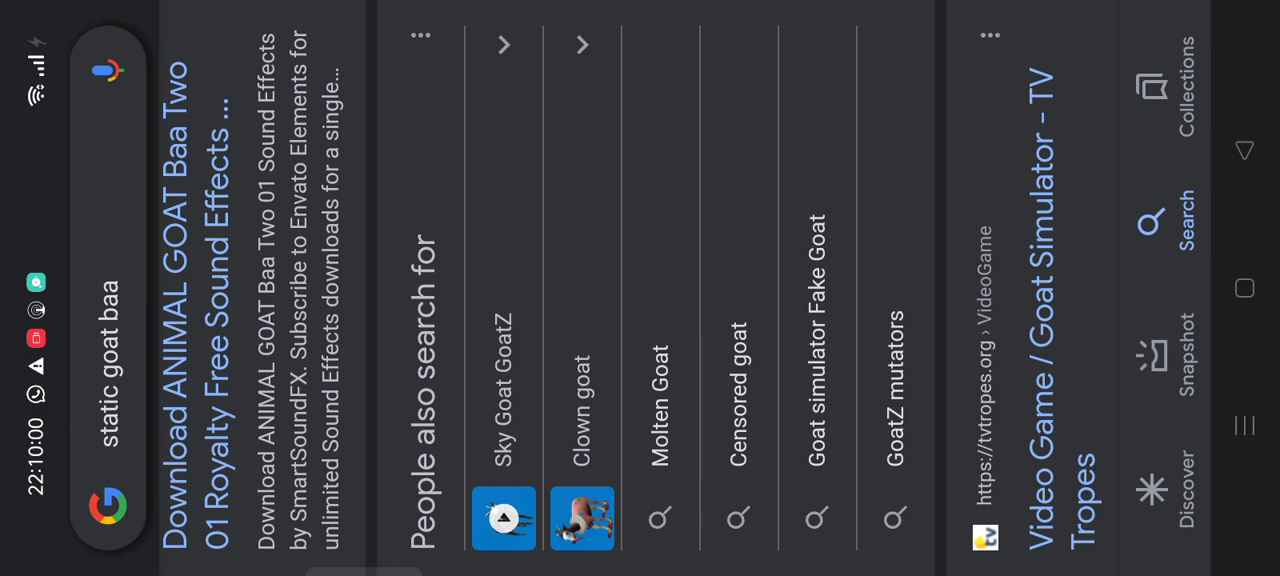 22:10:00
static goat baa
Download ANIMAL GOAT Baa Two
01 Royalty Free Sound Effects ...
Download ANIMAL GOAT Baa Two 01 Sound Effects
by SmartSoundFX. Subscribe to Envato Elements for
unlimited Sound Effects downloads for a single...
People also search for
Sky Goat GoatZ
Clown goat
Molten Goat
Censored goat
Goat simulator Fake Goat
GoatZ mutators
tv
https://tvtropes.org › VideoGame
Video Game / Goat Simulator - TV
Tropes
Discover
Snapshot
Search
Collections